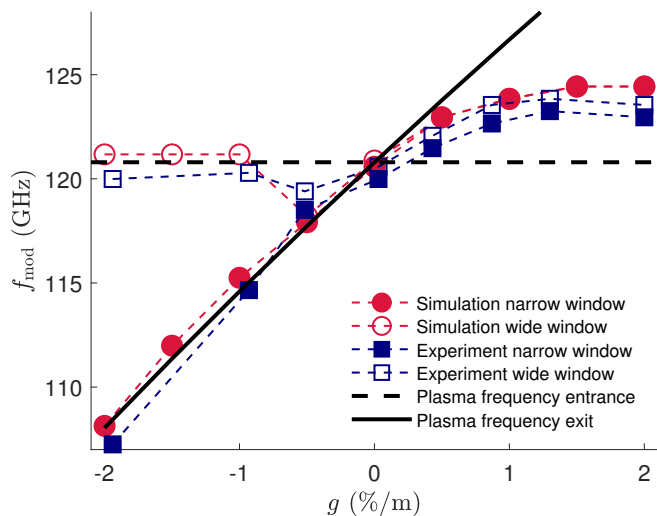 125
120
115
110
f_mod (GHz)
Simulation narrow window
Simulation wide window
Experiment narrow window
Experiment wide window
Plasma frequency entrance
Plasma frequency exit
-2 -1 0 1 2
g (%/m)